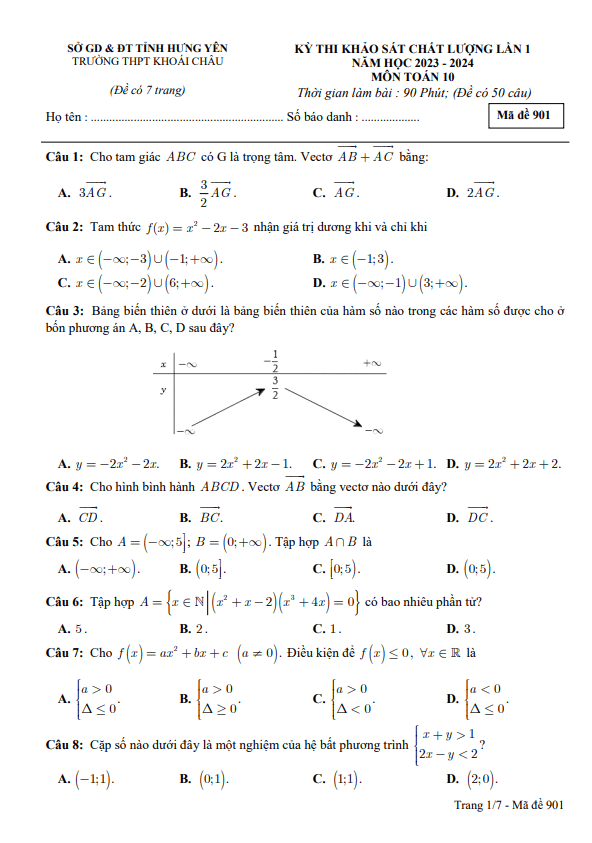 SỞ GD & ĐT TỈNH HƯNG YÊN
TRƯỜNG THPT KHOÁI CHÂU
(Đề có 7 trang)
KỲ THI KHẢO SÁT CHẤT LƯỢNG LẦN 1
NĂM HỌC 2023 - 2024
MÔN TOÁN 10
Thời gian làm bài : 90 Phút; (Đề có 50 câu)
Họ tên : ............................................................ Số báo danh : ...................
Mã đề 901
Câu 1: Cho tam giác ABC có G là trọng tâm. Vectơ $\overrightarrow{AB} + \overrightarrow{AC}$ bằng:
A. $3\overrightarrow{AG}$. B. $\frac{3}{2}\overrightarrow{AG}$. C. $\overrightarrow{AG}$. D. $2\overrightarrow{AG}$.
Câu 2: Tam thức $f(x) = x^2 - 2x - 3$ nhận giá trị dương khi và chỉ khi
A. $x \in (-\infty;-3) \cup (-1;+\infty)$. B. $x \in (-1;3)$.
C. $x \in (-\infty;-2) \cup (6;+\infty)$. D. $x \in (-\infty;-1) \cup (3;+\infty)$.
Câu 3: Bảng biến thiên ở dưới là bảng biến thiên của hàm số nào trong các hàm số được cho ở
bốn phương án A, B, C, D sau đây?
x $-\infty$ $-\frac{1}{2}$ $+\infty$
y $\frac{3}{2}$
$-\infty$ $-\infty$
A. $y = -2x^2 - 2x$. B. $y = 2x^2 + 2x - 1$. C. $y = -2x^2 - 2x + 1$. D. $y = 2x^2 + 2x + 2$.
Câu 4: Cho hình bình hành ABCD. Vectơ $\overrightarrow{AB}$ bằng vectơ nào dưới đây?
A. $\overrightarrow{CD}$. B. $\overrightarrow{BC}$. C. $\overrightarrow{DA}$. D. $\overrightarrow{DC}$.
Câu 5: Cho $A = (-\infty;5]$; $B = (0;+\infty)$. Tập hợp $A \cap B$ là
A. $(-\infty;+\infty)$. B. $(0;5]$. C. $[0;5)$. D. $(0;5)$.
Câu 6: Tập hợp $A = \{x \in \mathbb{N} | (x^2 + x - 2)(x^3 + 4x) = 0\}$ có bao nhiêu phần tử?
A. 5. B. 2. C. 1. D. 3.
Câu 7: Cho $f(x) = ax^2 + bx + c$ $(a \neq 0)$. Điều kiện để $f(x) \leq 0, \forall x \in \mathbb{R}$ là
A. $\begin{cases} a > 0 \\ \Delta \leq 0 \end{cases}$. B. $\begin{cases} a > 0 \\ \Delta \geq 0 \end{cases}$. C. $\begin{cases} a > 0 \\ \Delta < 0 \end{cases}$. D. $\begin{cases} a < 0 \\ \Delta \leq 0 \end{cases}$.
Câu 8: Cặp số nào dưới đây là một nghiệm của hệ bất phương trình $\begin{cases} x + y > 1 \\ 2x - y < 2 \end{cases}$?
A. $(-1;1)$. B. $(0;1)$. C. $(1;1)$. D. $(2;0)$.
Trang 1/7 - Mã đề 901